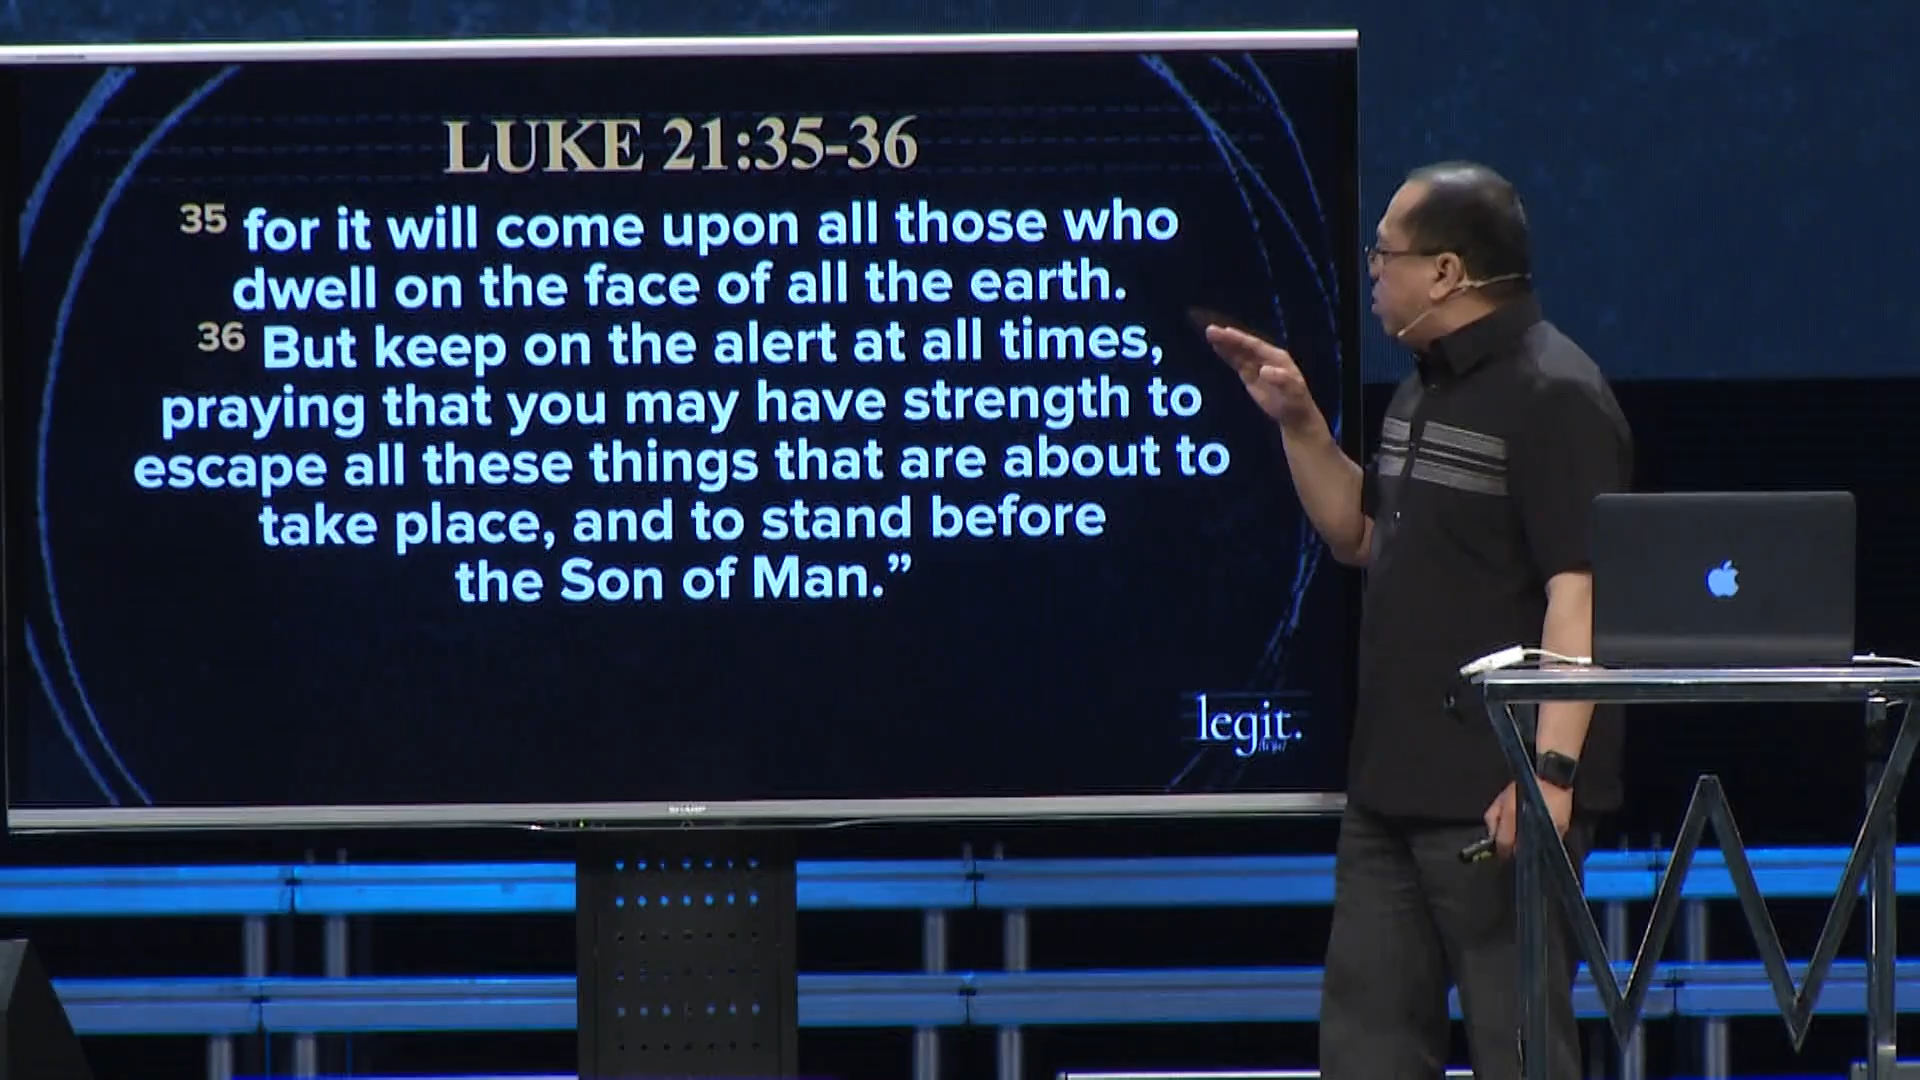 LUKE 21:35-36
35 for it will come upon all those who
dwell on the face of all the earth.
36 But keep on the alert at all times,
praying that you may have strength to
escape all these things that are about to
take place, and to stand before
the Son of Man.”
legit.